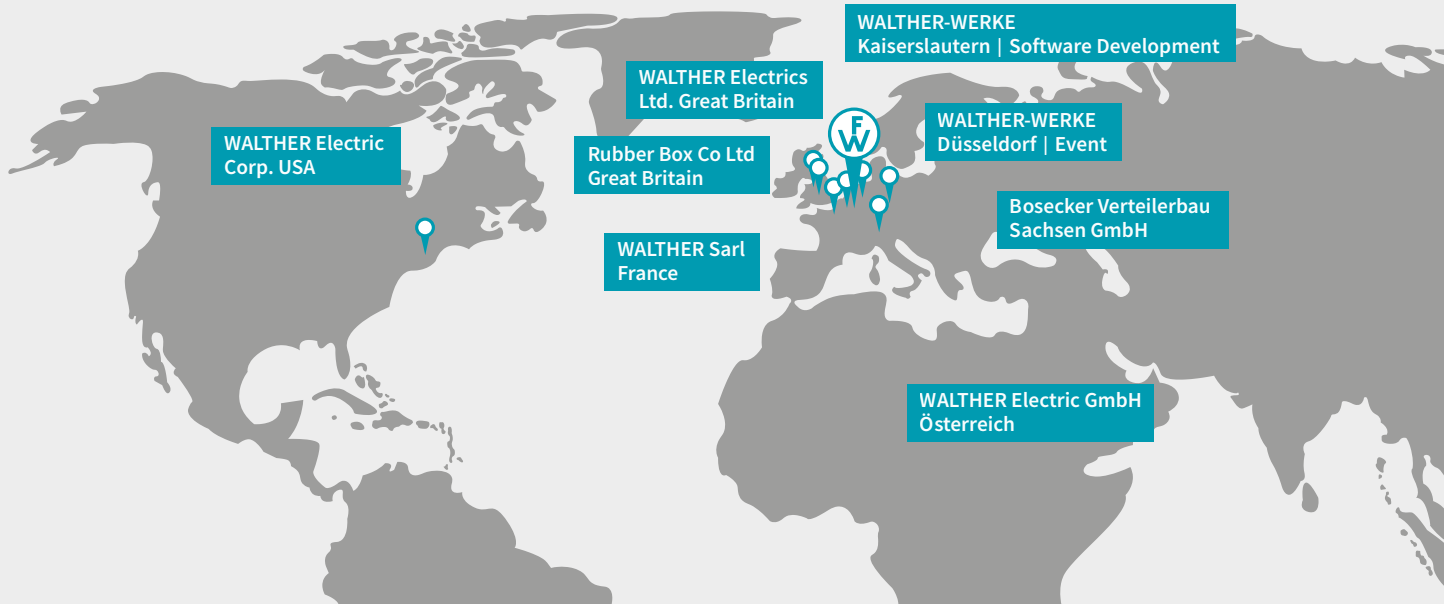 WALTHER-WERKE
Kaiserslautern | Software Development
WALTHER Electrics
Ltd. Great Britain
F
W
WALTHER-WERKE
Düsseldorf | Event
WALTHER Electric
Corp. USA
Rubber Box Co Ltd
Great Britain
Bosecker Verteilerbau
Sachsen GmbH
WALTHER Sarl
France
WALTHER Electric GmbH
Österreich